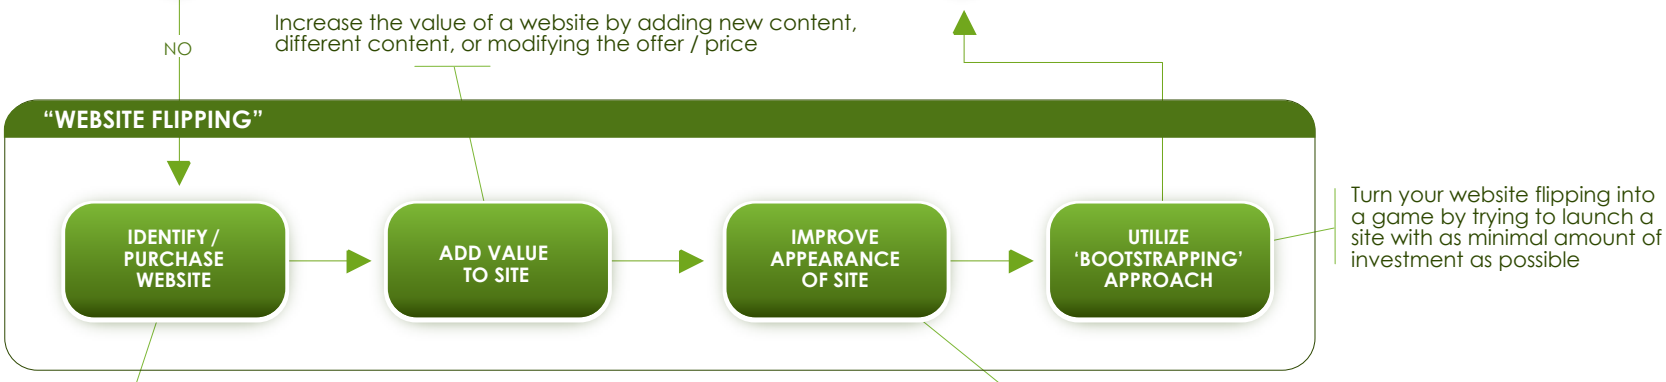 Increase the value of a website by adding new content,
different content, or modifying the offer / price
NO
“WEBSITE FLIPPING”
IDENTIFY /
PURCHASE
WEBSITE
ADD VALUE
TO SITE
IMPROVE
APPEARANCE
OF SITE
UTILIZE
‘BOOTSTRAPPING’
APPROACH
Turn your website flipping into
a game by trying to launch a
site with as minimal amount of
investment as possible